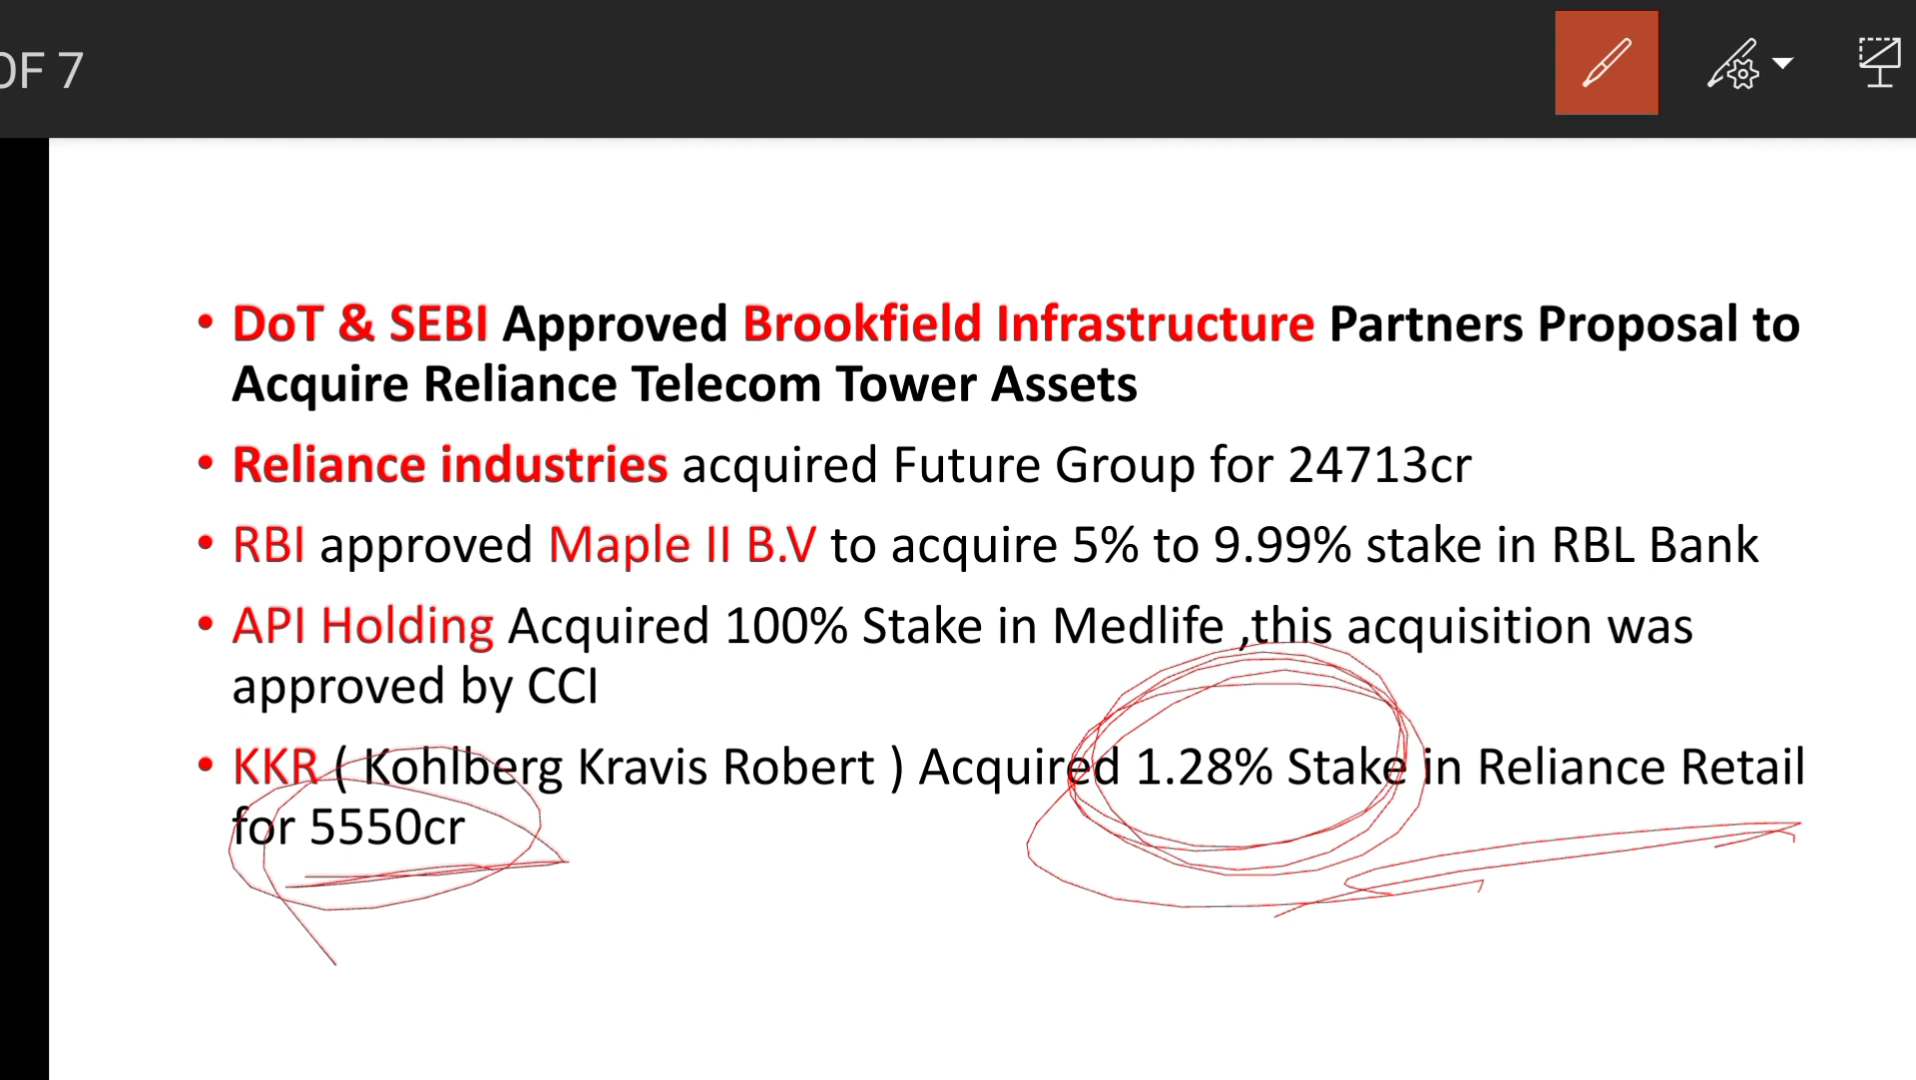 OF 7
• DoT & SEBI Approved Brookfield Infrastructure Partners Proposal to
Acquire Reliance Telecom Tower Assets
• Reliance industries acquired Future Group for 24713cr
• RBI approved Maple II B.V to acquire 5% to 9.99% stake in RBL Bank
• API Holding Acquired 100% Stake in Medlife ,this acquisition was
approved by CCI
• KKR ( Kohlberg Kravis Robert ) Acquired 1.28% Stake in Reliance Retail
for 5550cr